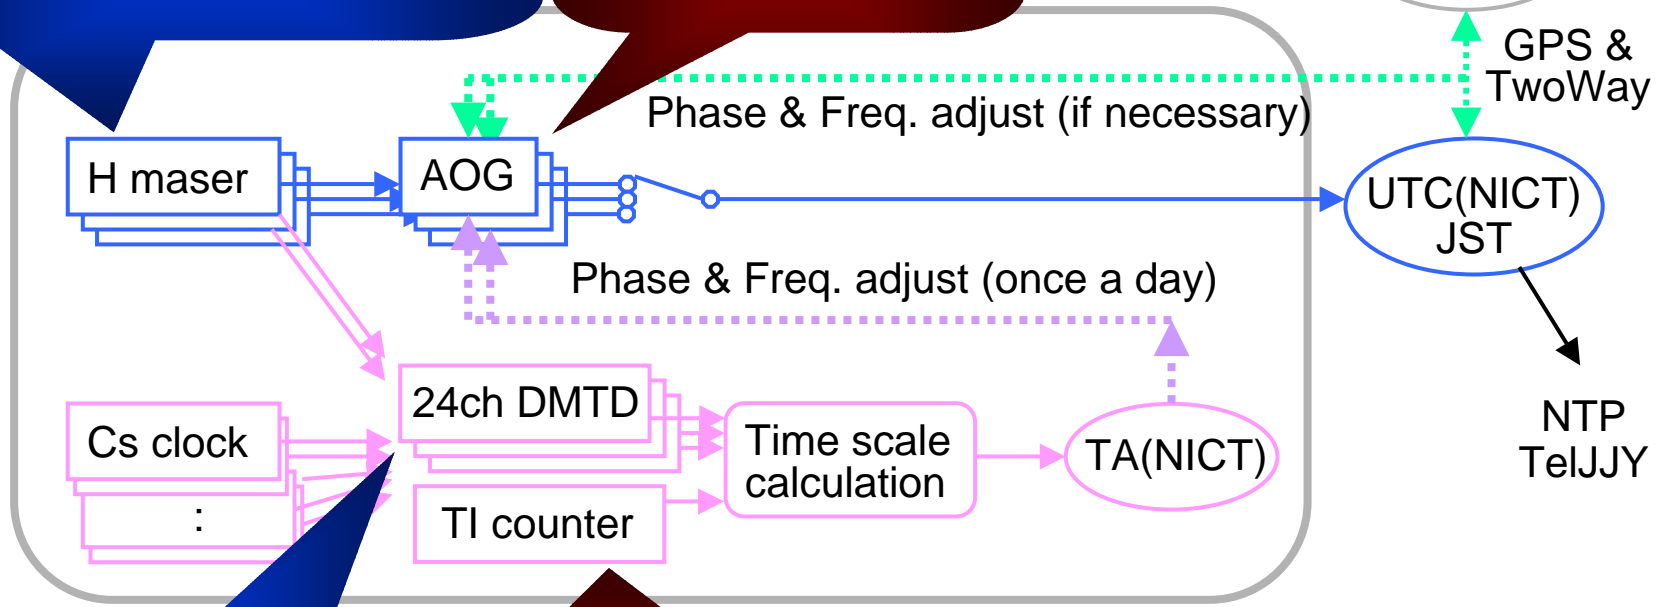 GPS &
TwoWay
Phase & Freq. adjust (if necessary)
H maser
AOG
UTC(NICT)
JST
Phase & Freq. adjust (once a day)
24ch DMTD
Cs clock
Time scale
calculation
TA(NICT)
NTP
TelJJY
:
TI counter